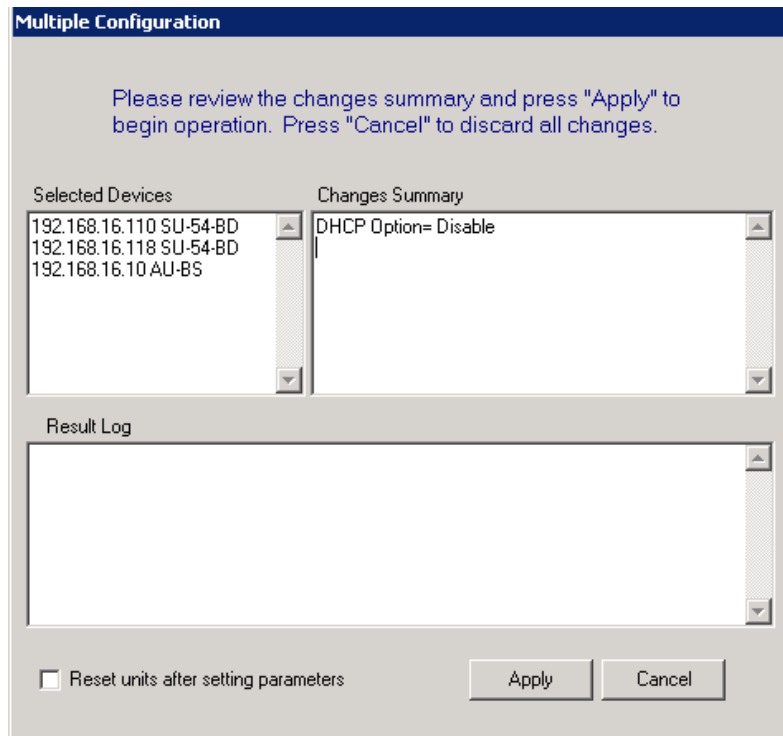 Multiple Configuration
Please review the changes summary and press "Apply" to
begin operation. Press "Cancel" to discard all changes.
Selected Devices
192.168.16.110 SU-54-BD
192.168.16.118 SU-54-BD
192.168.16.10 AU-BS
Changes Summary
DHCP Option= Disable
Result Log
Reset units after setting parameters
Apply
Cancel